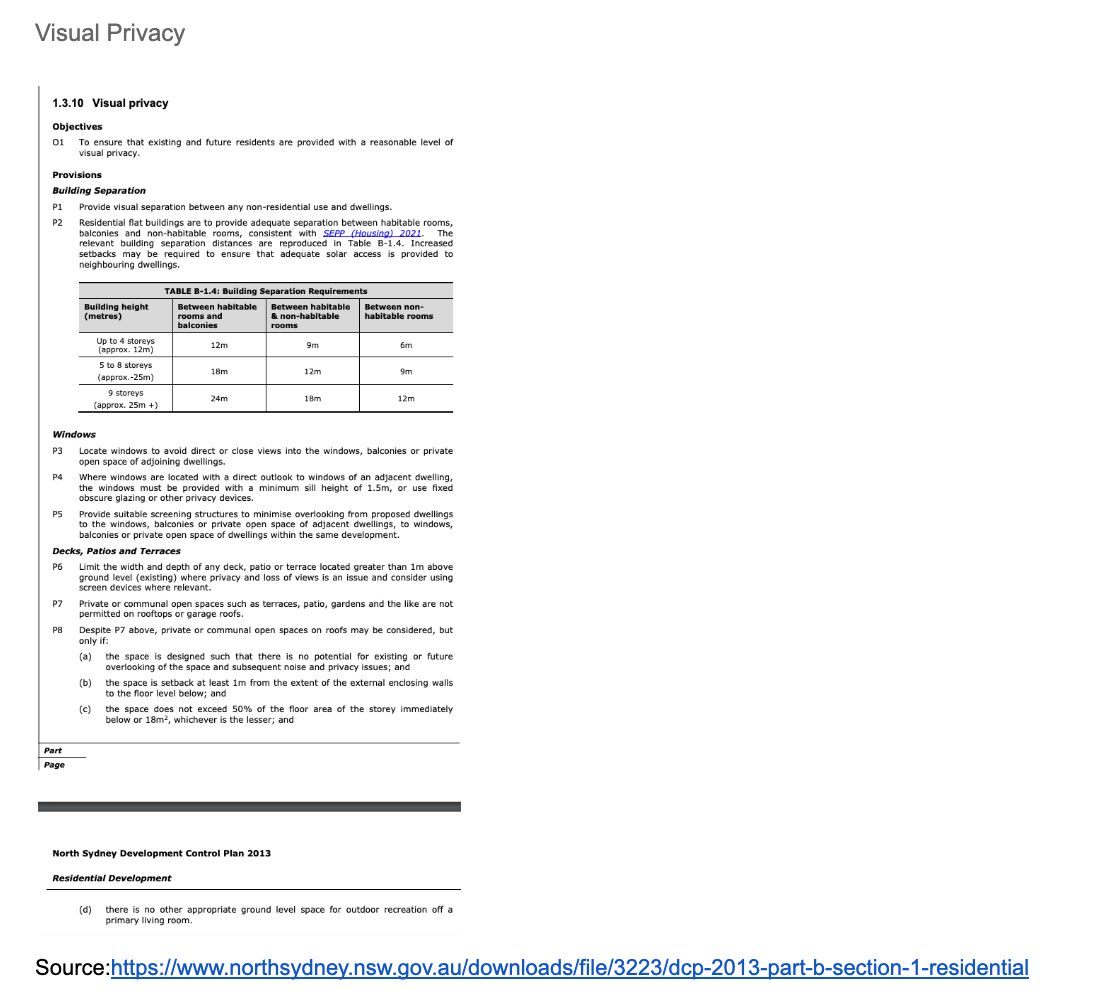 Visual Privacy
1.3.10 Visual privacy
Objectives
O1 To ensure that existing and future residents are provided with a reasonable level of
visual privacy.
Provisions
Building Separation
P1 Provide visual separation between any non-residential use and dwellings.
P2 Residential flat buildings are to provide adequate separation between habitable rooms,
balconies and non-habitable rooms, consistent with SEPP (Housing) 2021. The
relevant building separation distances are reproduced in Table B-1.4. Increased
setbacks may be required to ensure that adequate solar access is provided to
neighbouring dwellings.
TABLE B-1.4: Building Separation Requirements
Building height Between habitable Between habitable Between non-
(metres) rooms and & non-habitable habitable rooms
balconies rooms
Up to 4 storeys
(approx. 12m) 12m 9m 6m
5 to 8 storeys
(approx.-25m) 18m 12m 9m
9 storeys
(approx. 25m +) 24m 18m 12m
Windows
P3 Locate windows to avoid direct or close views into the windows, balconies or private
open space of adjoining dwellings.
P4 Where windows are located with a direct outlook to windows of an adjacent dwelling,
the windows must be provided with a minimum sill height of 1.5m, or use fixed
obscure glazing or other privacy devices.
P5 Provide suitable screening structures to minimise overlooking from proposed dwellings
to the windows, balconies or private open space of adjacent dwellings, to windows,
balconies or private open space of dwellings within the same development.
Decks, Patios and Terraces
P6 Limit the width and depth of any deck, patio or terrace located greater than 1m above
ground level (existing) where privacy and loss of views is an issue and consider using
screen devices where relevant.
P7 Private or communal open spaces such as terraces, patio, gardens and the like are not
permitted on rooftops or garage roofs.
P8 Despite P7 above, private or communal open spaces on roofs may be considered, but
only if:
(a) the space is designed such that there is no potential for existing or future
overlooking of the space and subsequent noise and privacy issues; and
(b) the space is setback at least 1m from the extent of the external enclosing walls
to the floor level below; and
(c) the space does not exceed 50% of the floor area of the storey immediately
below or 18m², whichever is the lesser; and
Part
Page
North Sydney Development Control Plan 2013
Residential Development
(d) there is no other appropriate ground level space for outdoor recreation off a
primary living room.
Source:https://www.northsydney.nsw.gov.au/downloads/file/3223/dcp-2013-part-b-section-1-residential